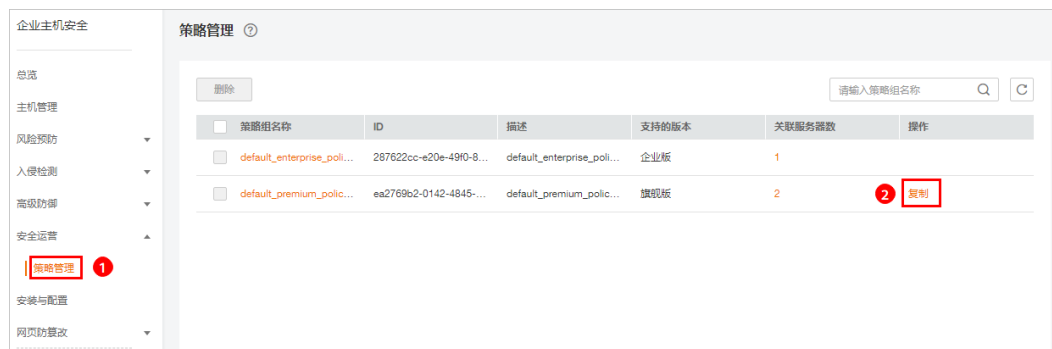 企业主机安全
策略管理 ?
总览
主机管理
风险预防
入侵检测
高级防御
安全运营
策略管理 1
安装与配置
网页防篡改
删除
请输入策略组名称
策略组名称 ID 描述 支持的版本 关联服务器数 操作
default_enterprise_poli... 287622cc-e20e-49f0-8... default_enterprise_poli... 企业版 1
default_premium_polic... ea2769b2-0142-4845-... default_premium_polic... 旗舰版 2 2 复制